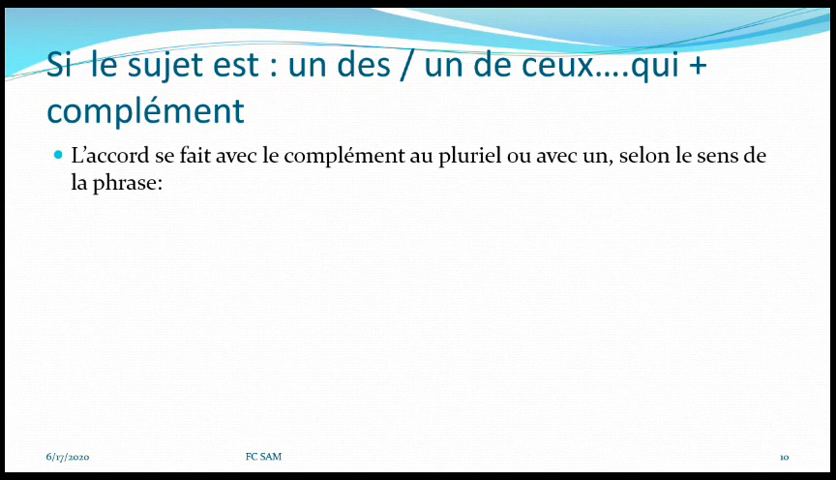 Si le sujet est : un des / un de ceux….qui +
complément
L’accord se fait avec le complément au pluriel ou avec un, selon le sens de
la phrase:
6/17/2020 FC SAM 10